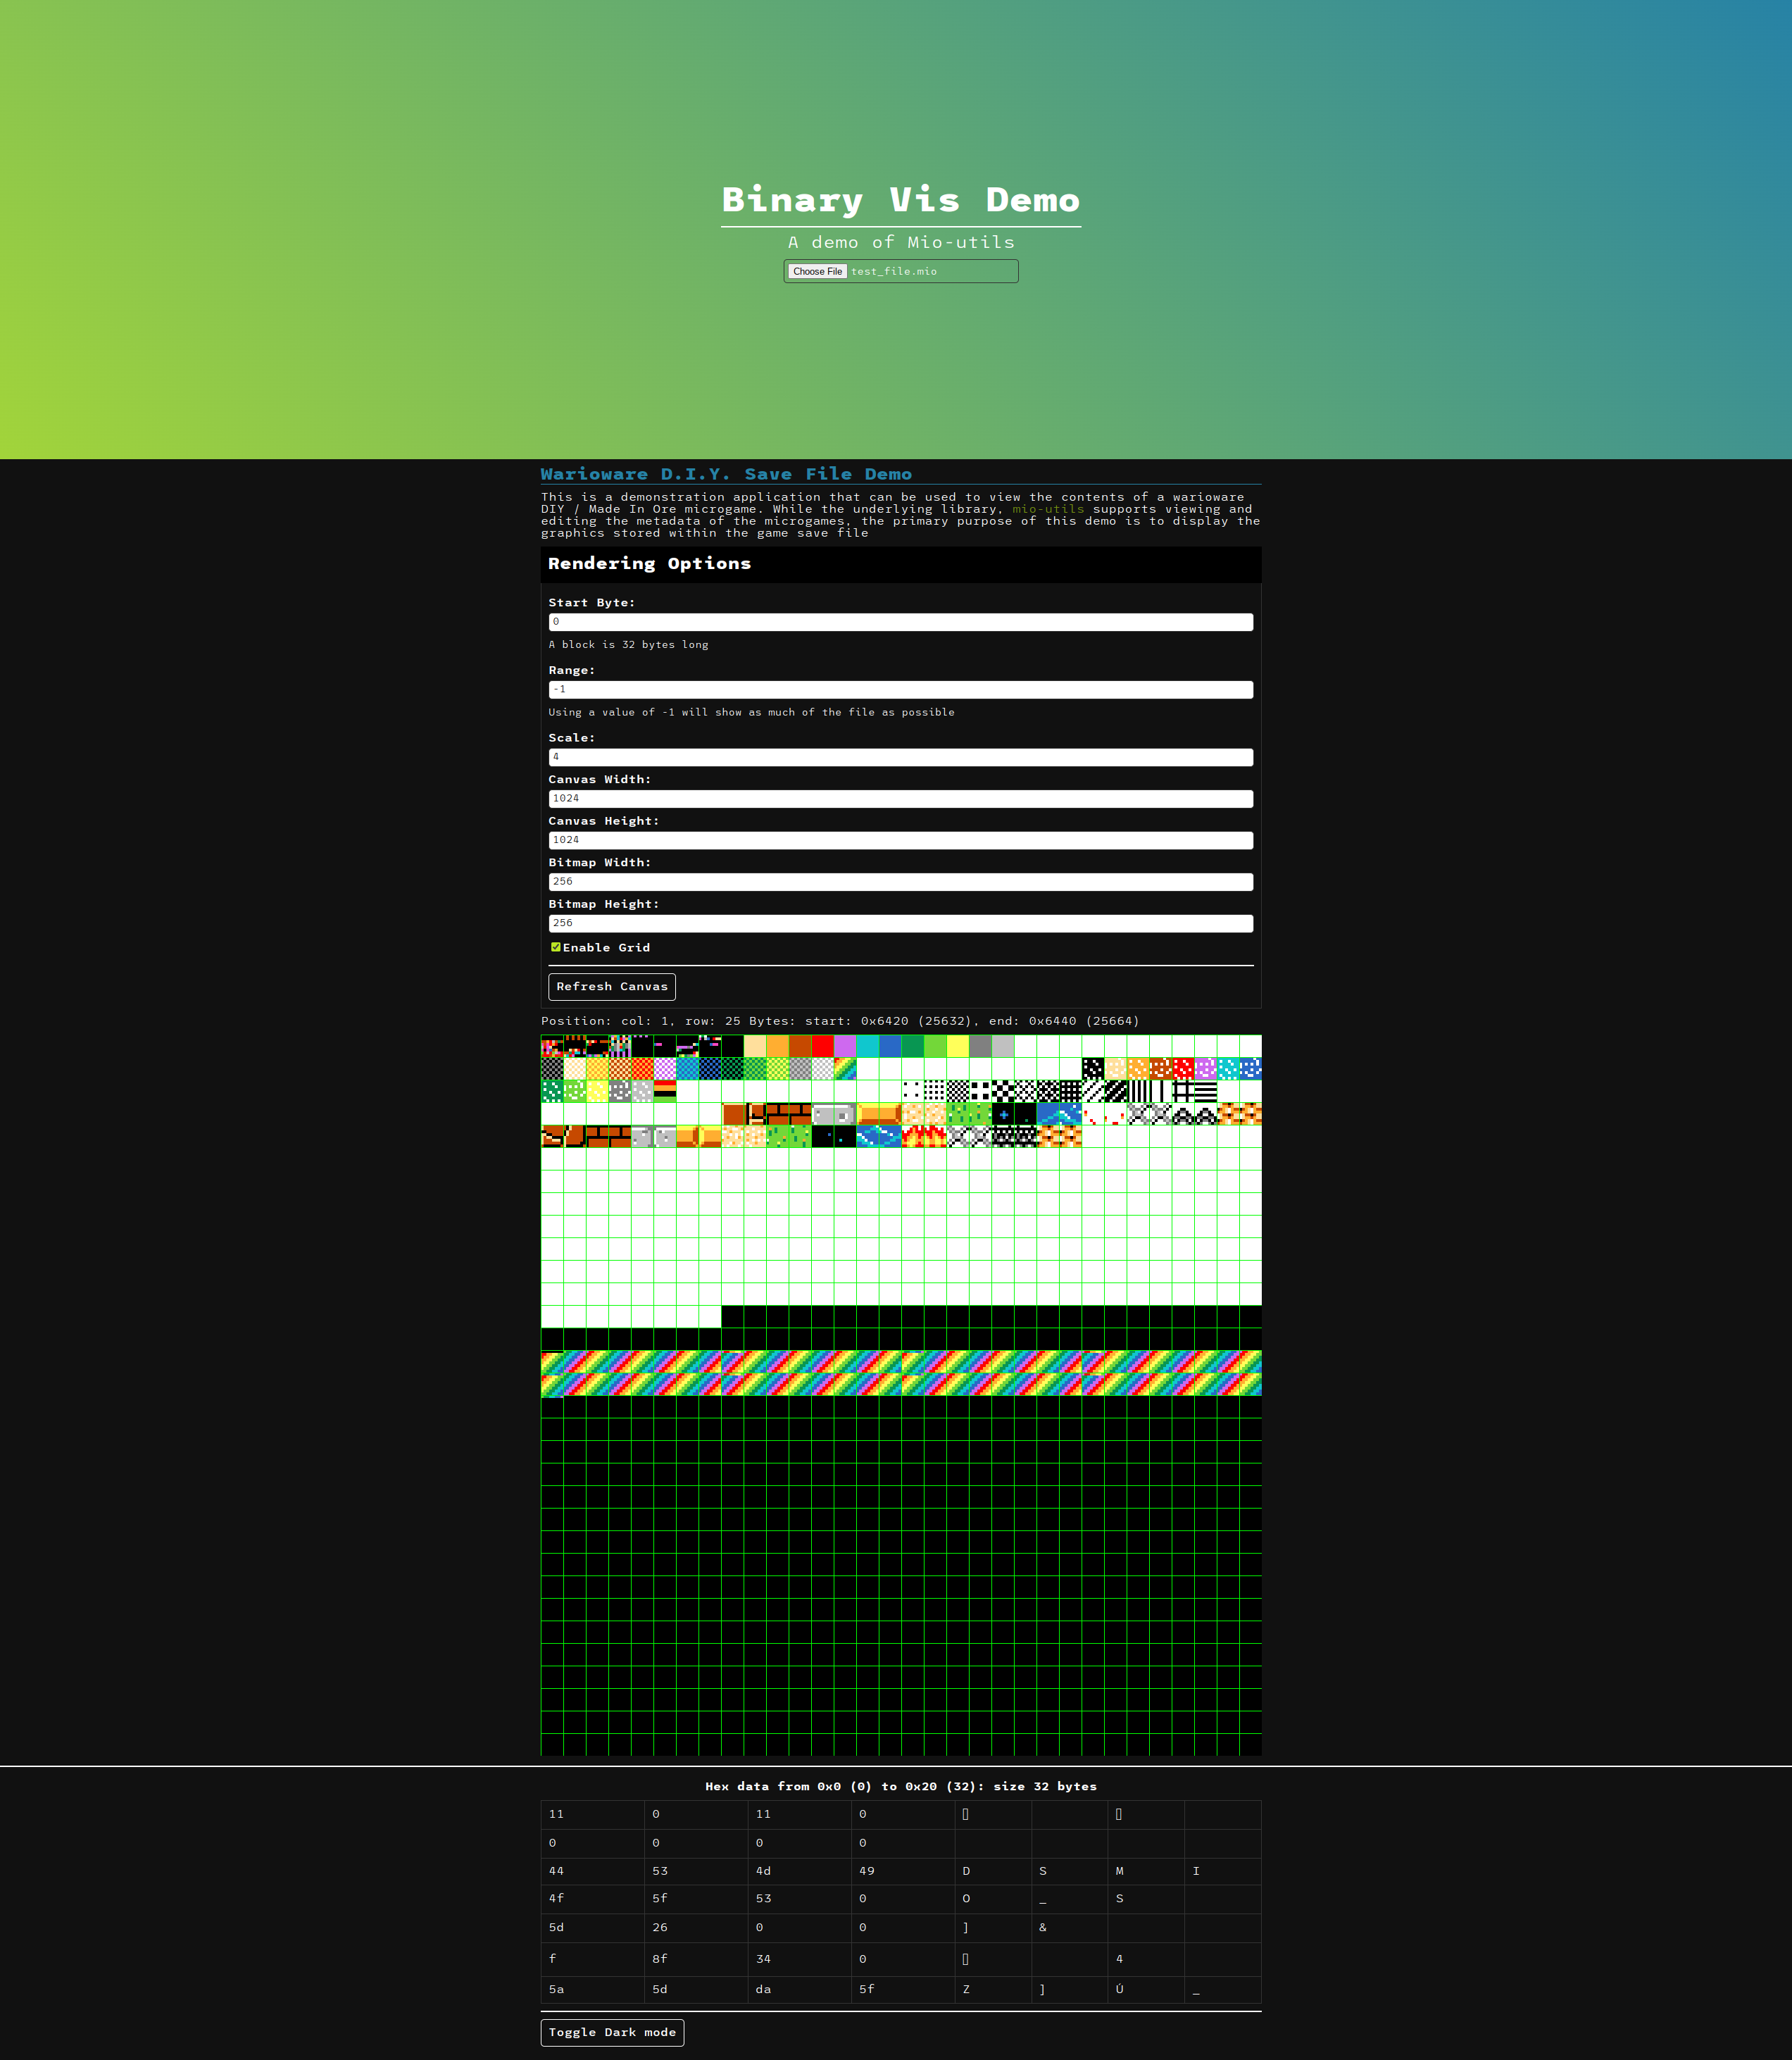 Binary Vis Demo
A demo of Mio-utils
Choose File test_file.mio
Warioware D.I.Y. Save File Demo
This is a demonstration application that can be used to view the contents of a warioware
DIY / Made In Ore microgame. While the underlying library, mio-utils supports viewing and
editing the metadata of the microgames, the primary purpose of this demo is to display the
graphics stored within the game save file
Rendering Options
Start Byte:
0
A block is 32 bytes long
Range:
-1
Using a value of -1 will show as much of the file as possible
Scale:
4
Canvas Width:
1024
Canvas Height:
1024
Bitmap Width:
256
Bitmap Height:
256
Enable Grid
Refresh Canvas
Position: col: 1, row: 25 Bytes: start: 0x6420 (25632), end: 0x6440 (25664)
Hex data from 0x0 (0) to 0x20 (32): size 32 bytes
11 0 11 0
0 0 0 0
44 53 4d 49 D S M I
4f 5f 53 0 O _ S
5d 26 0 0 ] &
f 8f 34 0 4
5a 5d da 5f Z ] Ú _
Toggle Dark mode